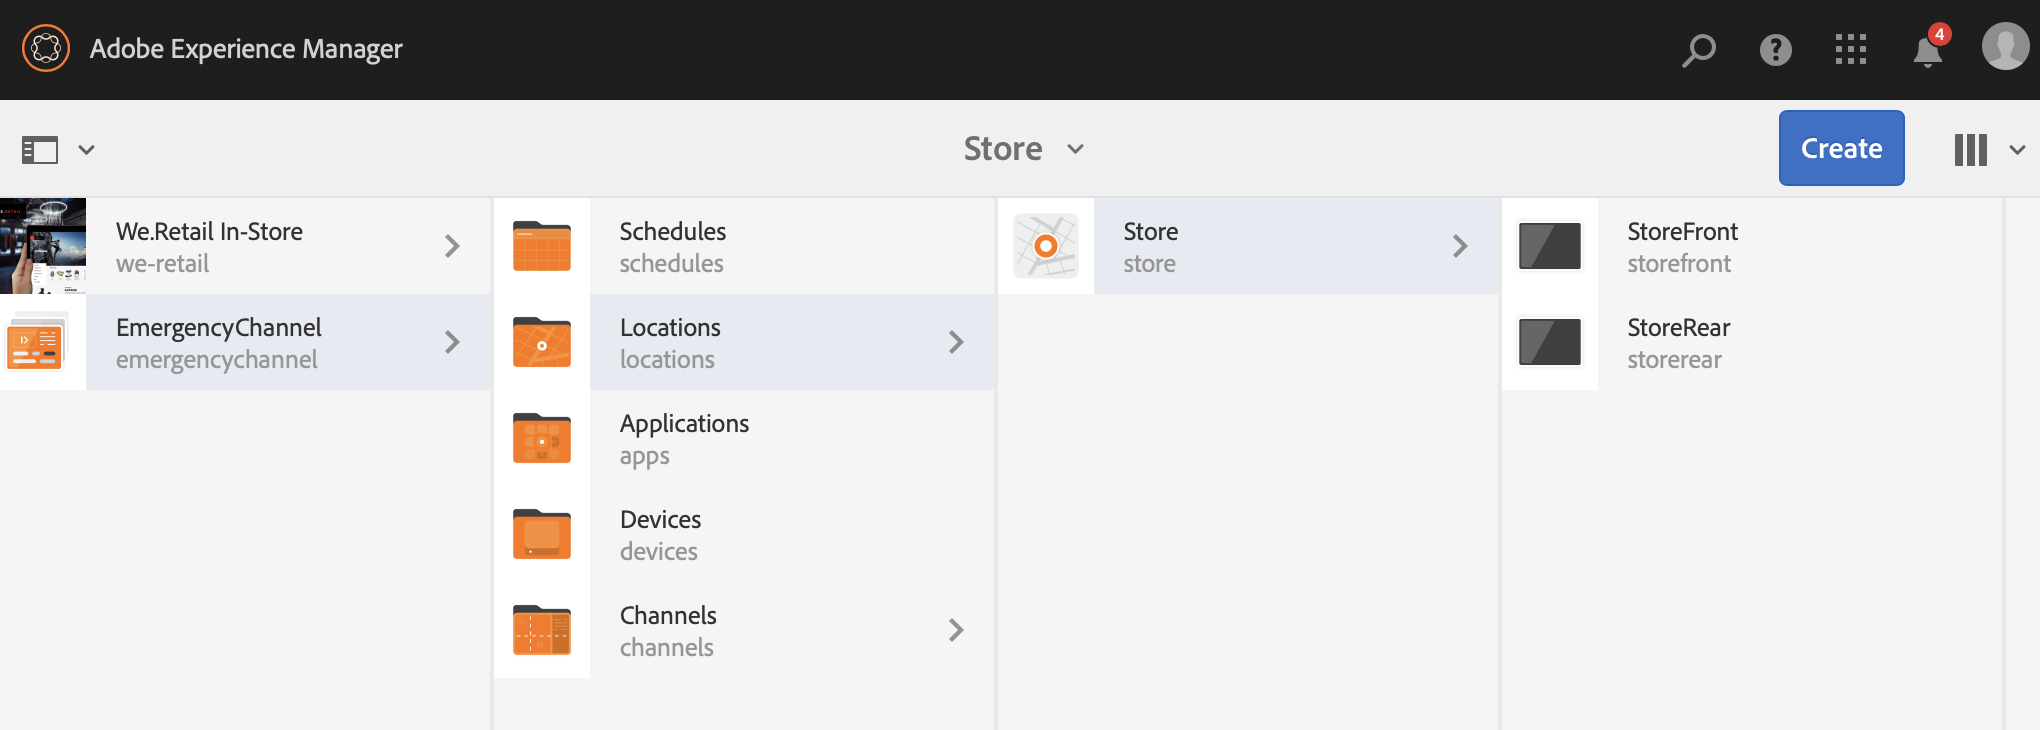 Adobe Experience Manager
4
Store
Create
We.Retail In-Store
we-retail
EmergencyChannel
emergencychannel
Schedules
schedules
Locations
locations
Applications
apps
Devices
devices
Channels
channels
Store
store
StoreFront
storefront
StoreRear
storerear